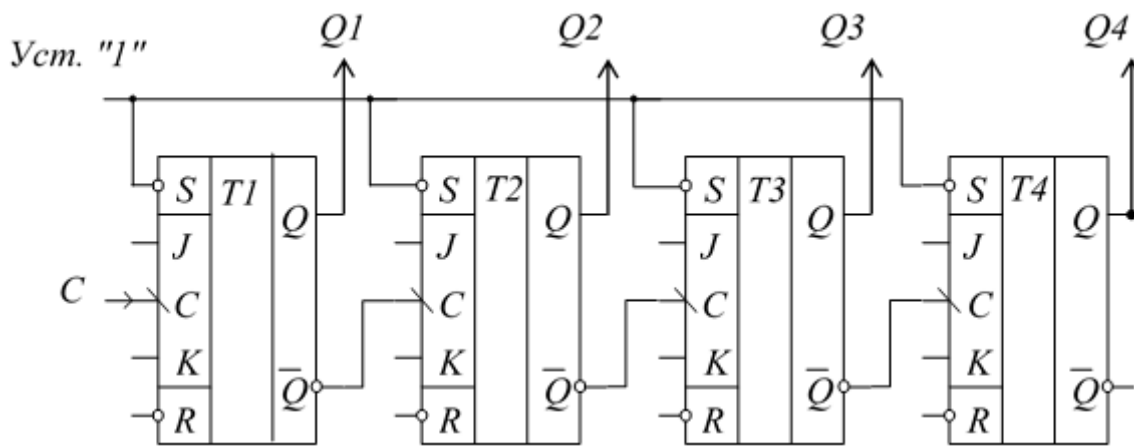 Уст. "1" Q1 Q2 Q3 Q4
S T1 Q S T2 Q S T3 Q S T4 Q
J J J J
C C C C C
K Q̅ K Q̅ K Q̅ K Q̅
R R R R